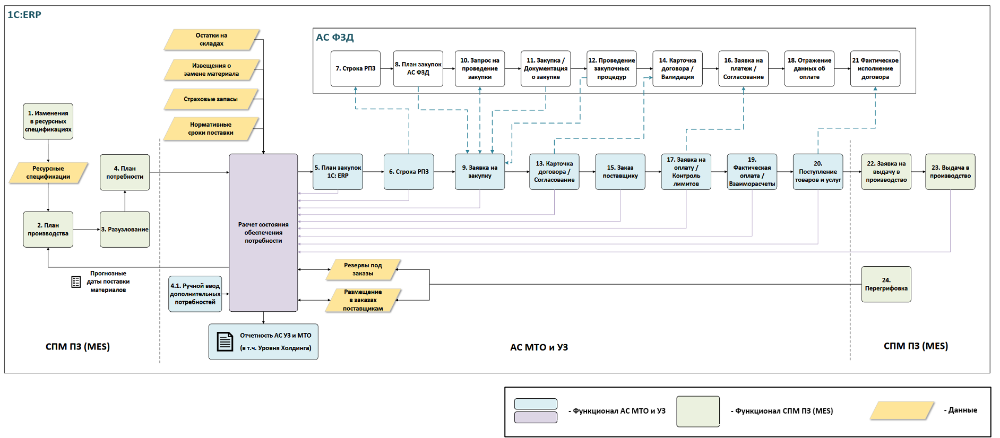 1С:ERP
Остатки на
складах
Извещения о
замене материала
Страховые запасы
Нормативные
сроки поставки
АС ФЗД
7. Строка РПЗ
8. План закупок
АС ФЗД
10. Запрос на
проведение
закупки
11. Закупка /
Документация
о закупке
12. Проведение
закупочных
процедур
14. Карточка
договора /
Валидация
16. Заявка на
платеж /
Согласование
18. Отражение
данных об
оплате
21 Фактическое
исполнение
договора
1. Изменения
в ресурсных
спецификациях
Ресурсные
спецификации
4. План
потребности
2. План
производства
3. Разузлование
Прогнозные
даты поставки
материалов
4.1. Ручной ввод
дополнительных
потребностей
Расчет состояния
обеспечения
потребности
5. План закупок
1С: ERP
6. Строка РПЗ
9. Заявка на
закупку
13. Карточка
договора /
Согласование
15. Заказ
поставщику
17. Заявка на
оплату /
Контроль
лимитов
19.
Фактическая
оплата /
Взаиморасчеты
20.
Поступление
товаров и услуг
22. Заявка на
выдачу в
производство
23. Выдача в
производство
Резервы под
заказы
Размещение
в заказах
поставщикам
24.
Перегрифовка
Отчетность АС УЗ и МТО
(в т.ч. Уровня Холдинга)
СПМ ПЗ (MES)
АС МТО и УЗ
СПМ ПЗ (MES)
- Функционал АС МТО и УЗ
- Функционал СПМ ПЗ (MES)
- Данные